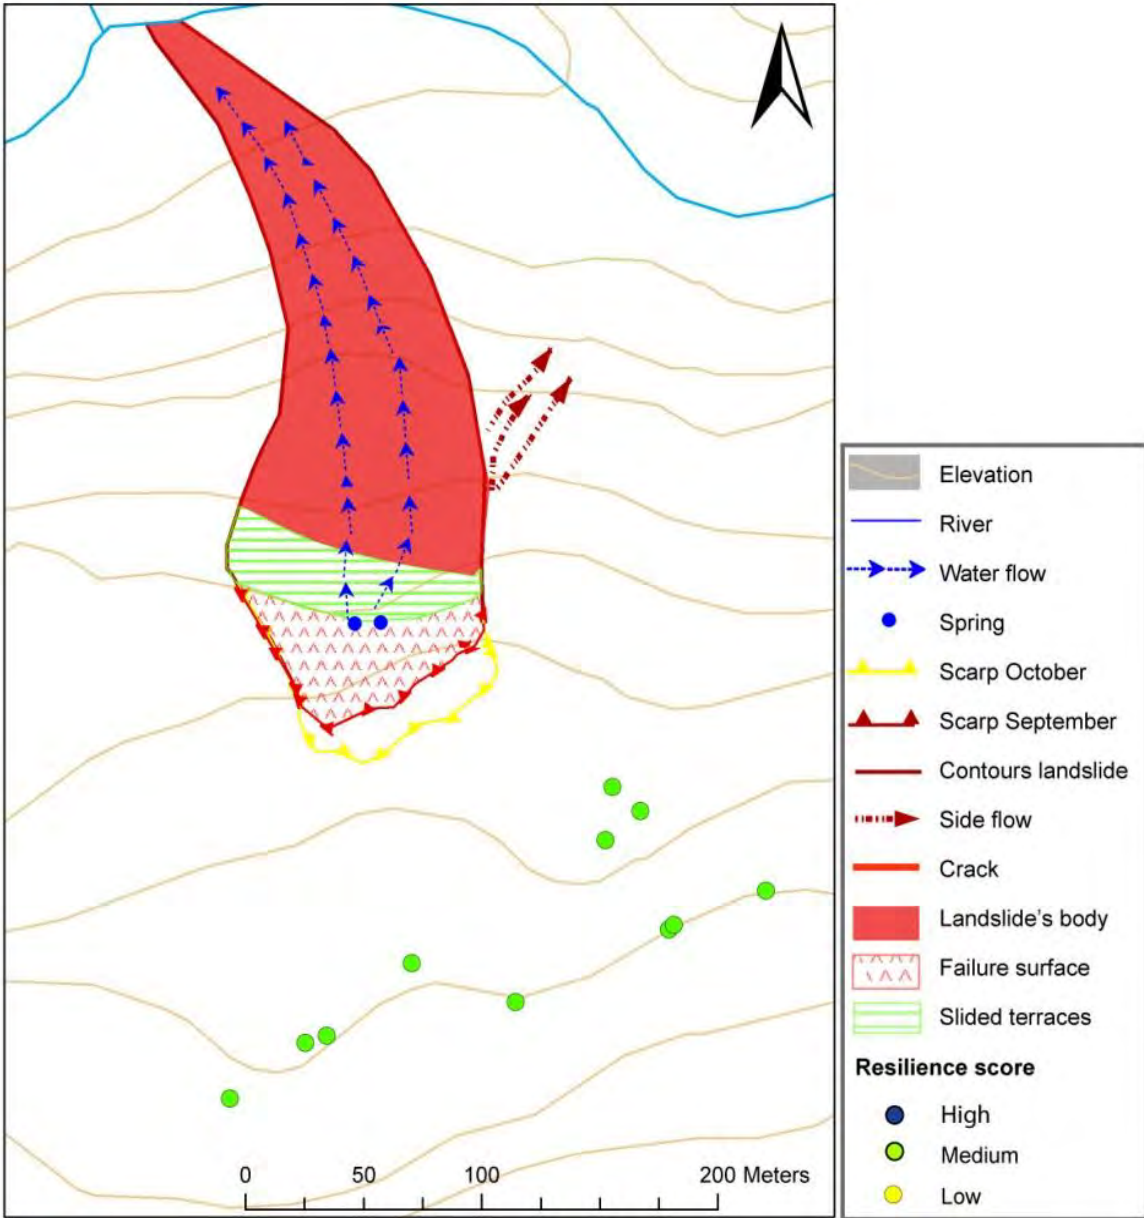 0 50 100 200 Meters
Elevation
River
Water flow
Spring
Scarp October
Scarp September
Contours landslide
Side flow
Crack
Landslide's body
Failure surface
Slided terraces
Resilience score
High
Medium
Low